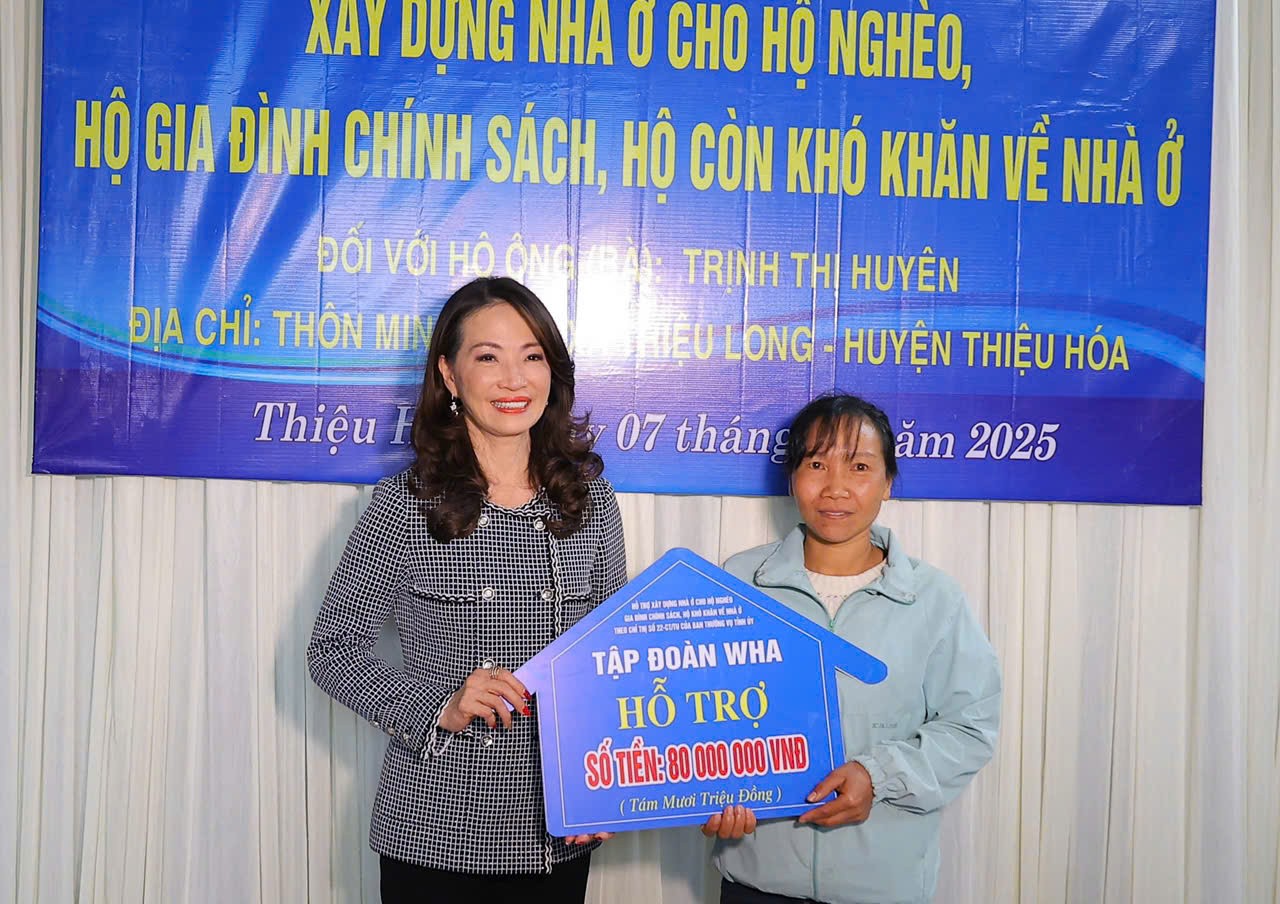 XÂY DỰNG NHÀ Ở CHO HỘ NGHÈO,
HỘ GIA ĐÌNH CHÍNH SÁCH, HỘ CÒN KHÓ KHĂN VỀ NHÀ Ở
ĐỐI VỚI HỘ ÔNG (BÀ): TRỊNH THỊ HUYÊN
ĐỊA CHỈ: THÔN THIỆU LONG - HUYỆN THIỆU HÓA
Thiệu 07 tháng năm 2025
HỖ TRỢ XÂY DỰNG NHÀ Ở CHO HỘ NGHÈO
GIA ĐÌNH CHÍNH SÁCH, HỘ KHÓ KHĂN VỀ NHÀ Ở
THEO CHỈ THỊ SỐ 22-CT/TU CỦA BAN THƯỜNG VỤ TỈNH ỦY
TẬP ĐOÀN WHA
HỖ TRỢ
SỐ TIỀN: 80 000 000 VNĐ
( Tám Mươi Triệu Đồng )